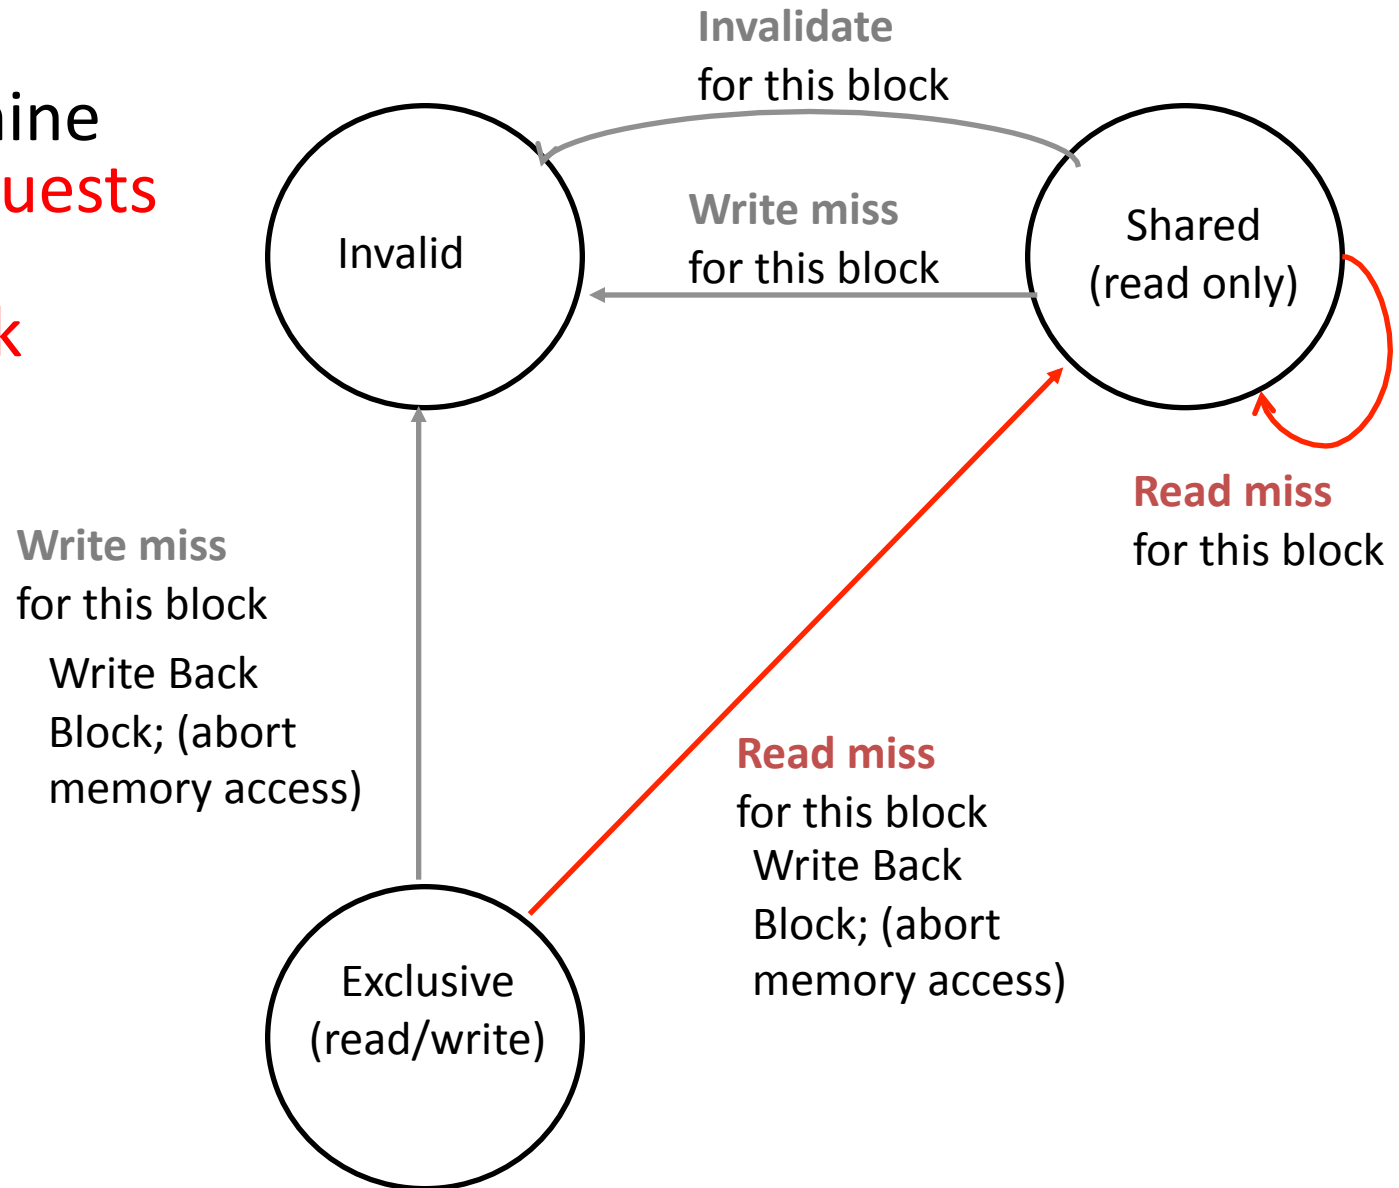 Invalidate
for this block
hine
uests
k
Invalid
Write miss
for this block
Shared
(read only)
Read miss
for this block
Write miss
for this block
Write Back
Block; (abort
memory access)
Read miss
for this block
Write Back
Block; (abort
memory access)
Exclusive
(read/write)